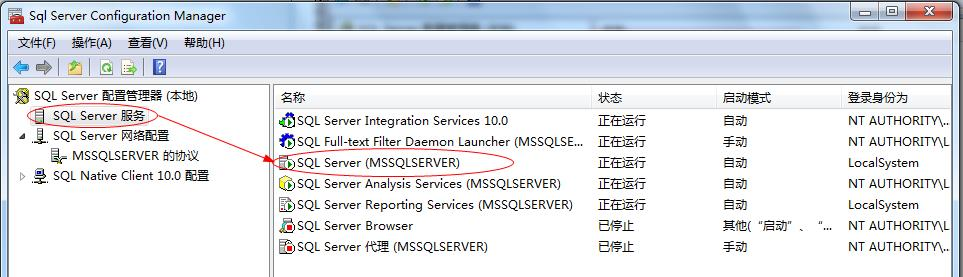 Sql Server Configuration Manager
文件(F) 操作(A) 查看(V) 帮助(H)
SQL Server 配置管理器 (本地)
SQL Server 服务
SQL Server 网络配置
MSSQLSERVER 的协议
SQL Native Client 10.0 配置
名称 状态 启动模式 登录身份为
SQL Server Integration Services 10.0 正在运行 自动 NT AUTHORITY\...
SQL Full-text Filter Daemon Launcher (MSSQLSE... 正在运行 手动 NT AUTHORITY\L
SQL Server (MSSQLSERVER) 正在运行 自动 LocalSystem
SQL Server Analysis Services (MSSQLSERVER) 正在运行 自动 NT AUTHORITY\L
SQL Server Reporting Services (MSSQLSERVER) 正在运行 自动 LocalSystem
SQL Server Browser 已停止 其他(“启动”、“... NT AUTHORITY\L
SQL Server 代理 (MSSQLSERVER) 已停止 手动 NT AUTHORITY\...